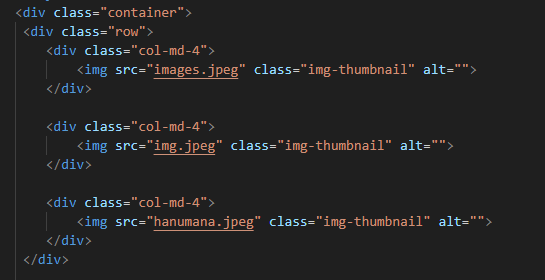 <div class="container">
<div class="row">
<div class="col-md-4">
<img src="images.jpeg" class="img-thumbnail" alt="">
</div>
<div class="col-md-4">
<img src="img.jpeg" class="img-thumbnail" alt="">
</div>
<div class="col-md-4">
<img src="hanumana.jpeg" class="img-thumbnail" alt="">
</div>
</div>